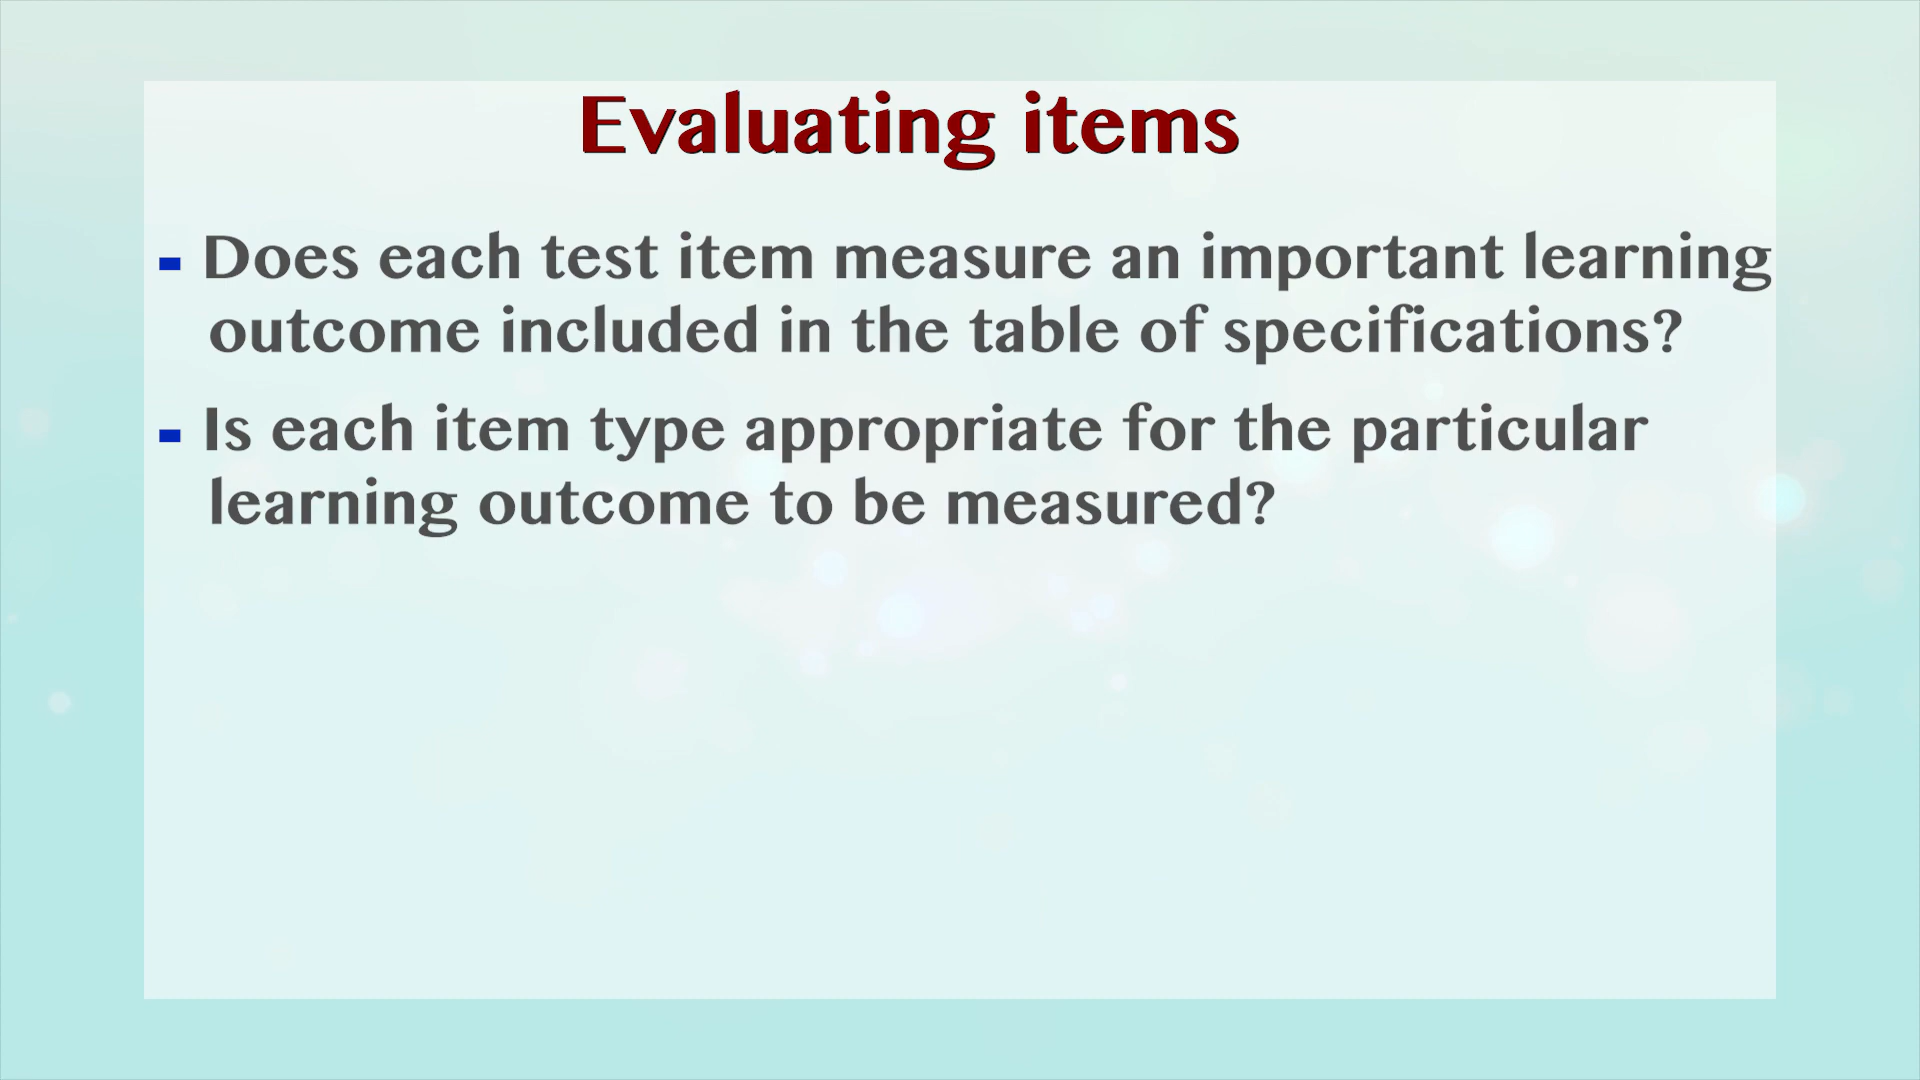 Evaluating items
- Does each test item measure an important learning
outcome included in the table of specifications?
- Is each item type appropriate for the particular
learning outcome to be measured?